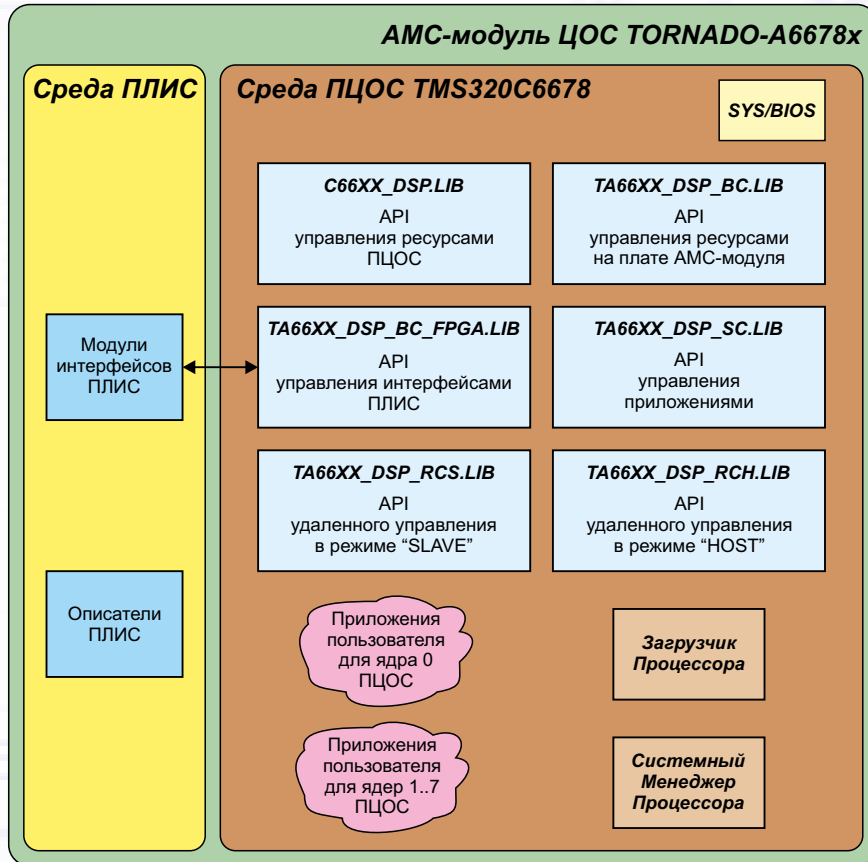 АМС-модуль ЦОС TORNADO-A6678x
Среда ПЛИС
Среда ПЦОС TMS320C6678
SYS/BIOS
C66XX_DSP.LIB
API
управления ресурсами
ПЦОС
TA66XX_DSP_BC.LIB
API
управления ресурсами
на плате АМС-модуля
Модули
интерфейсов
ПЛИС
TA66XX_DSP_BC_FPGA.LIB
API
управления интерфейсами
ПЛИС
TA66XX_DSP_SC.LIB
API
управления
приложениями
TA66XX_DSP_RCS.LIB
API
удаленного управления
в режиме “SLAVE”
TA66XX_DSP_RCH.LIB
API
удаленного управления
в режиме “HOST”
Описатели
ПЛИС
Приложения
пользователя
для ядра 0
ПЦОС
Загрузчик
Процессора
Приложения
пользователя
для ядер 1..7
ПЦОС
Системный
Менеджер
Процессора